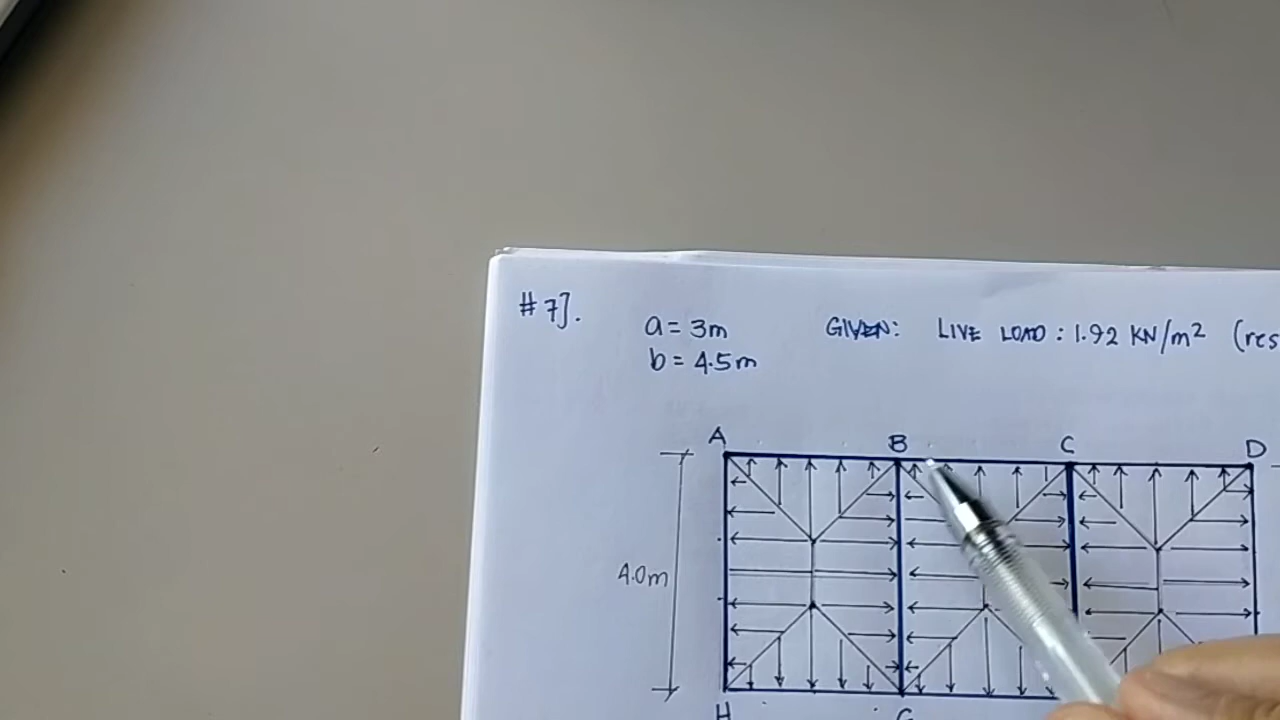 #7].
a = 3m
GIVEN: LIVE LOAD : 1.92 KN/m² (res
b = 4.5m
A B C D
4.0m
H G